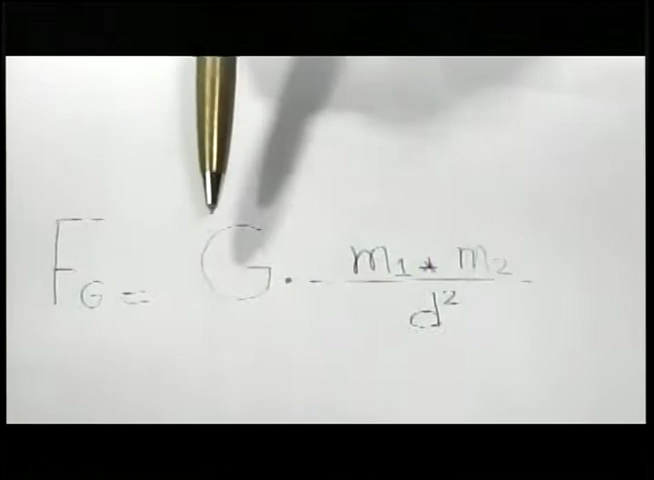 F_G = G · m₁ * m₂ / d²